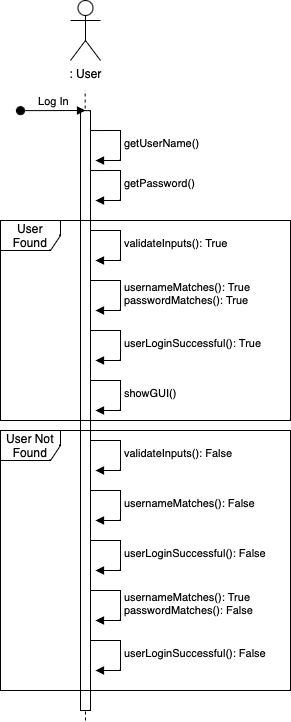 : User
Log In
getUserName()
getPassword()
User
Found
validateInputs(): True
usernameMatches(): True
passwordMatches(): True
userLoginSuccessful(): True
showGUI()
User Not
Found
validateInputs(): False
usernameMatches(): False
userLoginSuccessful(): False
usernameMatches(): True
passwordMatches(): False
userLoginSuccessful(): False